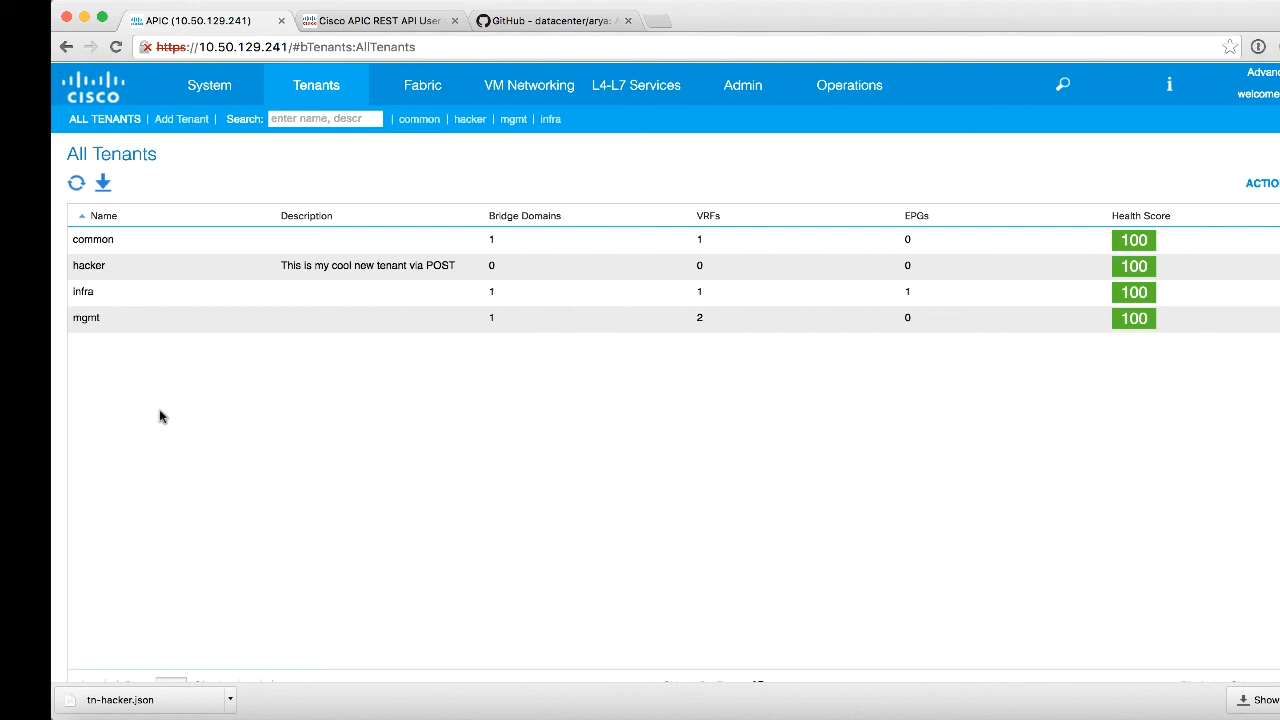 APIC (10.50.129.241)
Cisco APIC REST API User
GitHub - datacenter/arya:
https://10.50.129.241/#bTenants:AllTenants
CISCO
System
Tenants
Fabric
VM Networking
L4-L7 Services
Admin
Operations
welcome
ALL TENANTS | Add Tenant | Search: enter name, descr | common | hacker | mgmt | infra
All Tenants
Name Description Bridge Domains VRFs EPGs Health Score
common 1 1 0 100
hacker This is my cool new tenant via POST 0 0 0 100
infra 1 1 1 100
mgmt 1 2 0 100
tn-hacker.json
Show